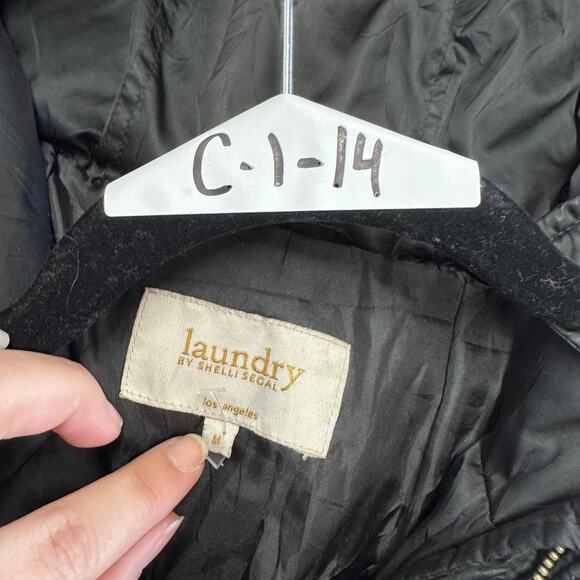 C-1-14
laundry
BY SHELLI SEGAL
los angeles
M